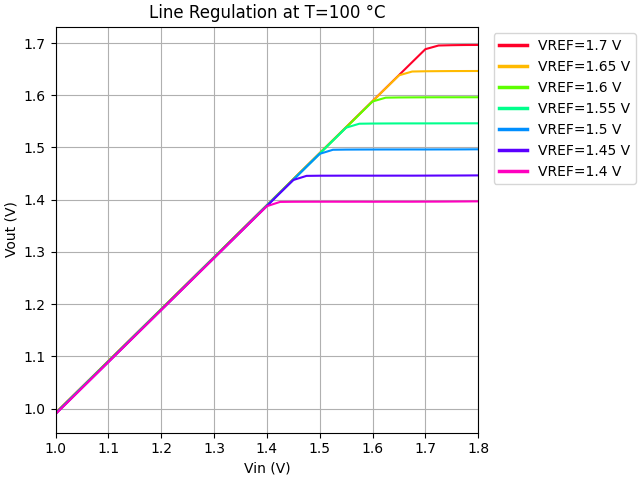 Line Regulation at T=100 °C
Vout (V)
1.7
1.6
1.5
1.4
1.3
1.2
1.1
1.0
1.0 1.1 1.2 1.3 1.4 1.5 1.6 1.7 1.8
Vin (V)
VREF=1.7 V
VREF=1.65 V
VREF=1.6 V
VREF=1.55 V
VREF=1.5 V
VREF=1.45 V
VREF=1.4 V